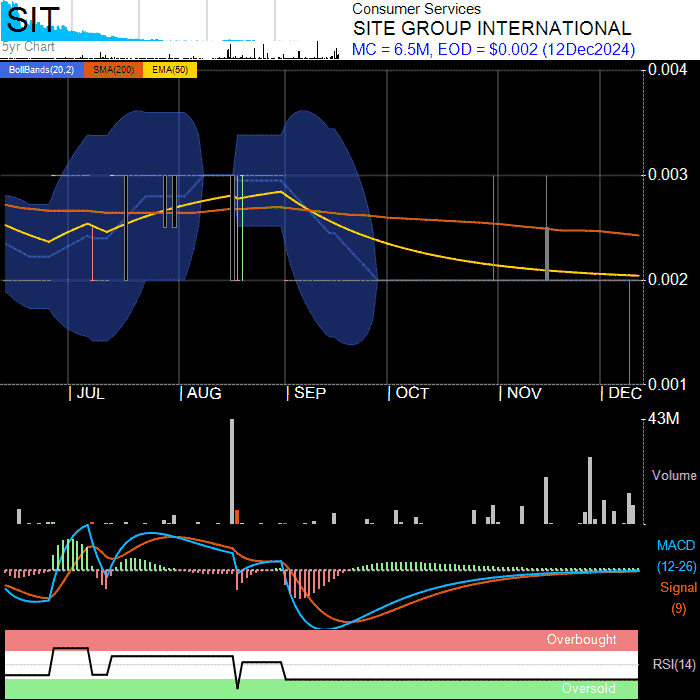 SIT
Consumer Services
SITE GROUP INTERNATIONAL
5yr Chart
MC = 6.5M, EOD = $0.002 (12Dec2024)
BollBands(20,2) SMA(200) EMA(50)
0.004
0.003
0.002
0.001
| JUL | AUG | SEP | OCT | NOV | DEC
43M
Volume
MACD
(12-26)
Signal
(9)
Overbought
RSI(14)
Oversold